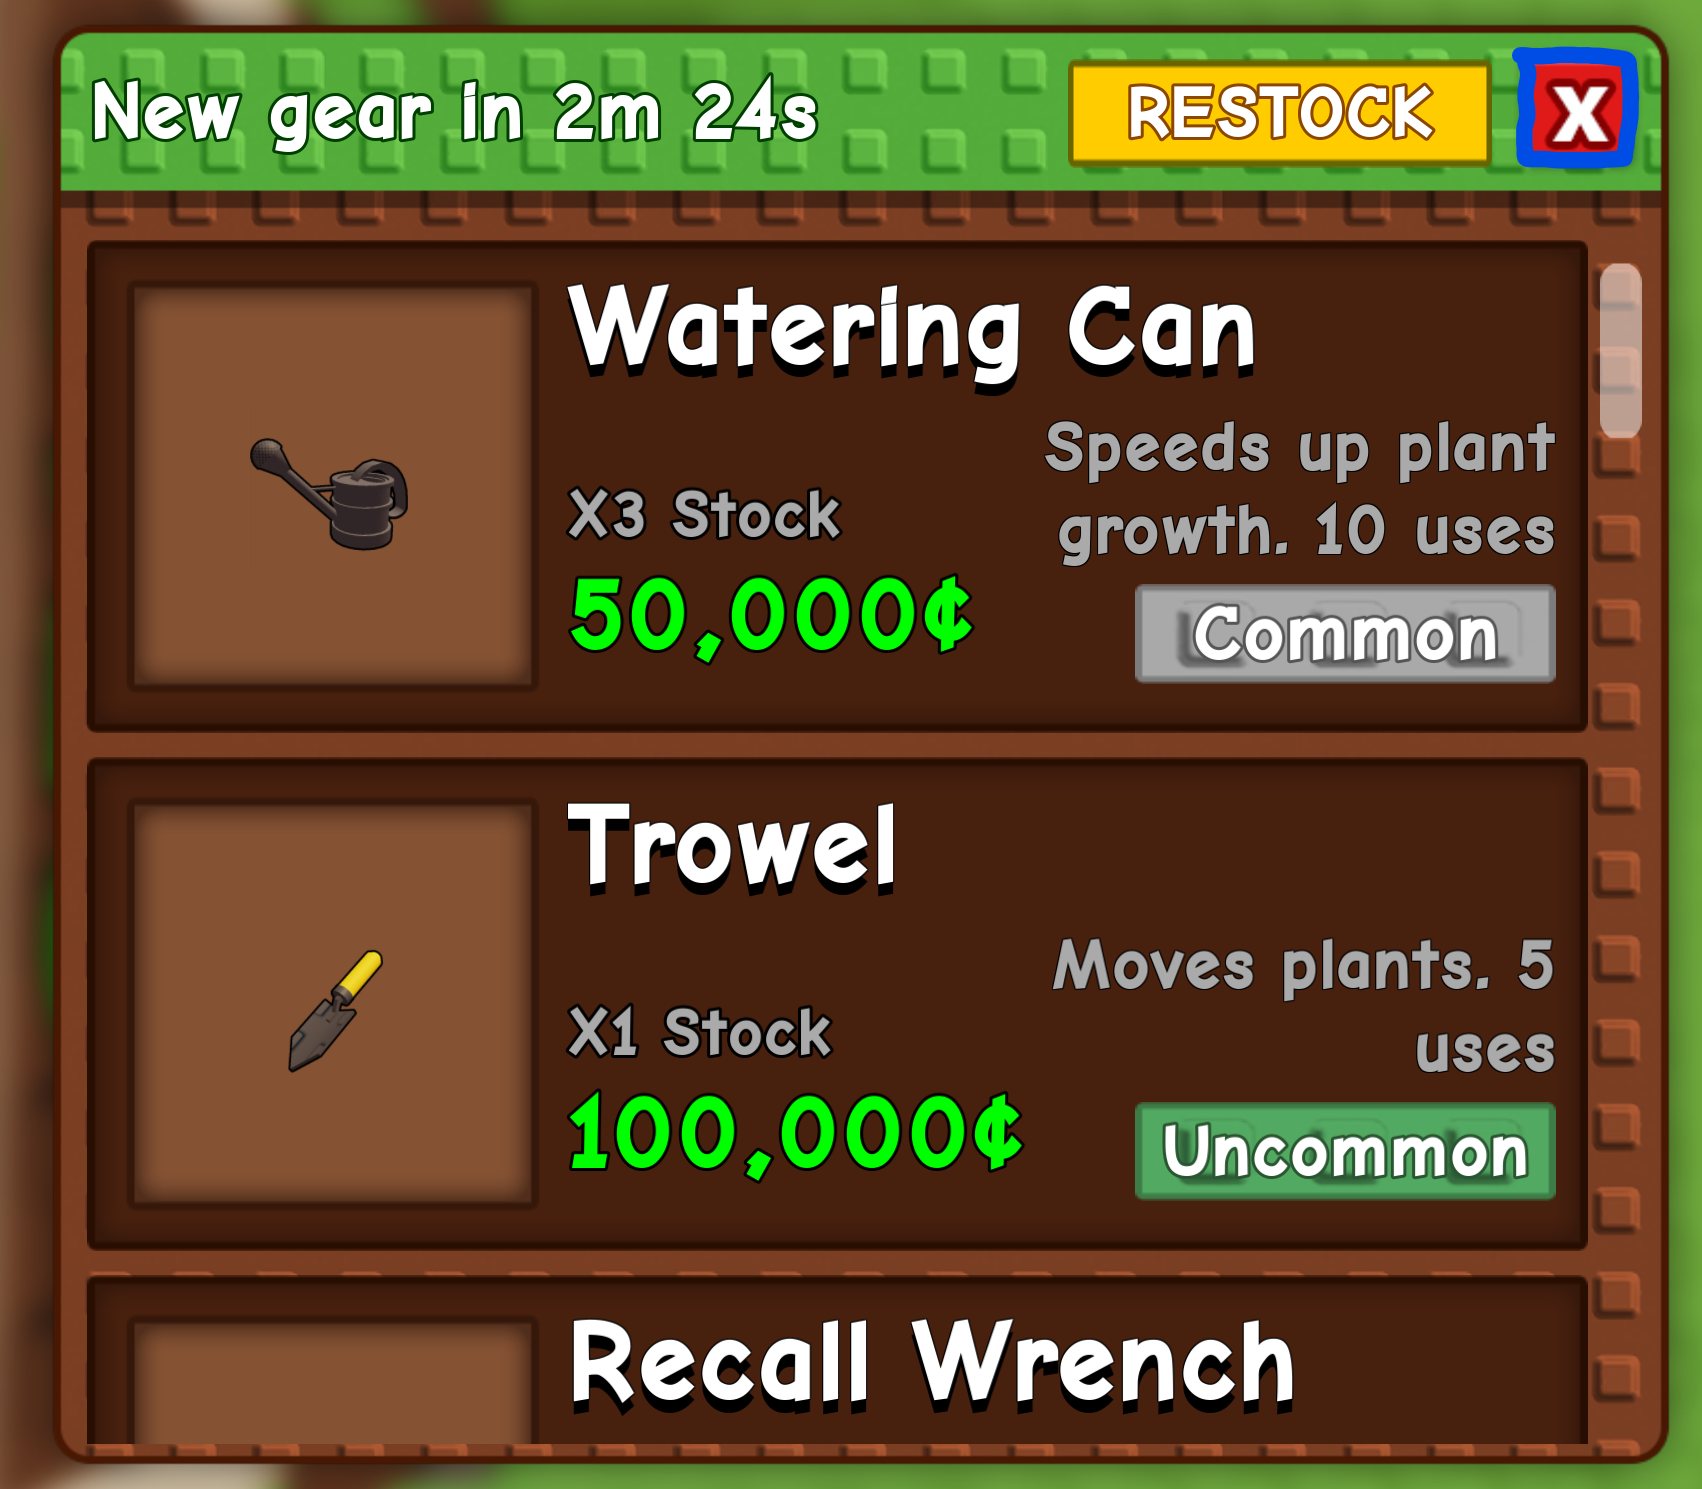 New gear in 2m 24s
RESTOCK
X
Watering Can
Speeds up plant
growth. 10 uses
X3 Stock
50,000¢
Common
Trowel
Moves plants. 5
uses
X1 Stock
100,000¢
Uncommon
Recall Wrench